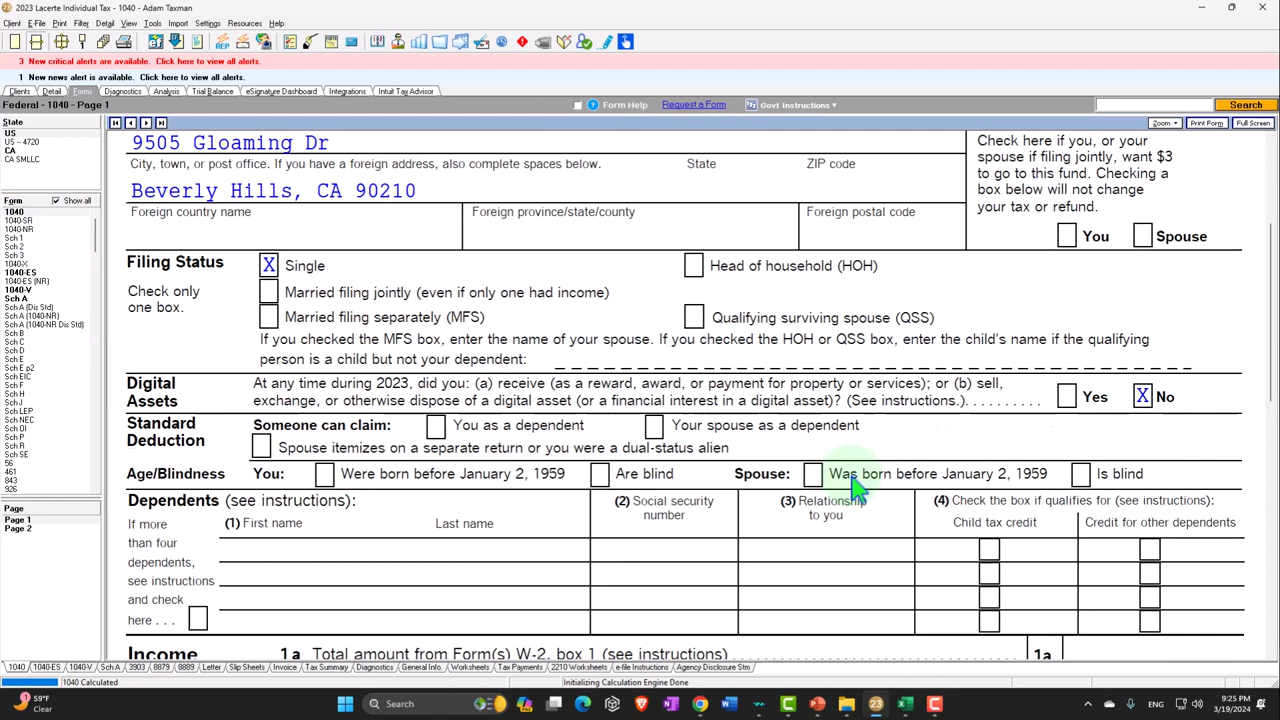 2023 Lacerte Individual Tax - 1040 - Adam Taxman
Client E-File Print Filter Detail View Tools Import Settings Resources Help
3 New critical alerts are available. Click here to view all alerts.
1 New news alert is available. Click here to view all alerts.
Clients Detail Forms Diagnostics Analysis Trial Balance eSignature Dashboard Integrations Intuit Tax Advisor
Federal - 1040 - Page 1
Form Help Request a Form Govt Instructions Search
Zoom Print Form Full Screen
State
US
US -- 4720
CA
CA SMLLC
Form Show all
1040
1040-SR
1040-NR
Sch 1
Sch 2
Sch 3
1040-X
1040-ES
1040-ES (NR)
1040-V
Sch A
Sch A (Dis Std)
Sch A (1040-NR)
Sch A (1040-NR Dis Std)
Sch B
Sch C
Sch D
Sch E
Sch E p2
Sch EIC
Sch F
Sch H
Sch J
Sch LEP
Sch NEC
Sch OI
Sch P
Sch R
Sch SE
56
461
843
926
Page
Page 1
Page 2
9505 Gloaming Dr
City, town, or post office. If you have a foreign address, also complete spaces below. State ZIP code
Beverly Hills, CA 90210
Foreign country name Foreign province/state/county Foreign postal code
Check here if you, or your
spouse if filing jointly, want $3
to go to this fund. Checking a
box below will not change
your tax or refund.
You Spouse
Filing Status X Single Head of household (HOH)
Check only
one box.
Married filing jointly (even if only one had income)
Married filing separately (MFS) Qualifying surviving spouse (QSS)
If you checked the MFS box, enter the name of your spouse. If you checked the HOH or QSS box, enter the child's name if the qualifying
person is a child but not your dependent:
Digital
Assets
At any time during 2023, did you: (a) receive (as a reward, award, or payment for property or services); or (b) sell,
exchange, or otherwise dispose of a digital asset (or a financial interest in a digital asset)? (See instructions.) . . . . . . . . . . Yes X No
Standard
Deduction
Someone can claim: You as a dependent Your spouse as a dependent
Spouse itemizes on a separate return or you were a dual-status alien
Age/Blindness You: Were born before January 2, 1959 Are blind Spouse: Was born before January 2, 1959 Is blind
Dependents (see instructions): (2) Social security number (3) Relationship to you (4) Check the box if qualifies for (see instructions):
(1) First name Last name Child tax credit Credit for other dependents
If more
than four
dependents,
see instructions
and check
here . . .
Income 1a Total amount from Form(s) W-2, box 1 (see instructions) 1a
1040 1040-ES 1040-V Sch A 3903 8879 8889 Letter Slip Sheets Invoice Tax Summary Diagnostics General Info. Worksheets Tax Payments 2210 Worksheets e-file Instructions Agency Disclosure Stm
1040 Calculated Initializing Calculation Engine Done
59°F
Clear
Search
ENG
9:25 PM
3/19/2024